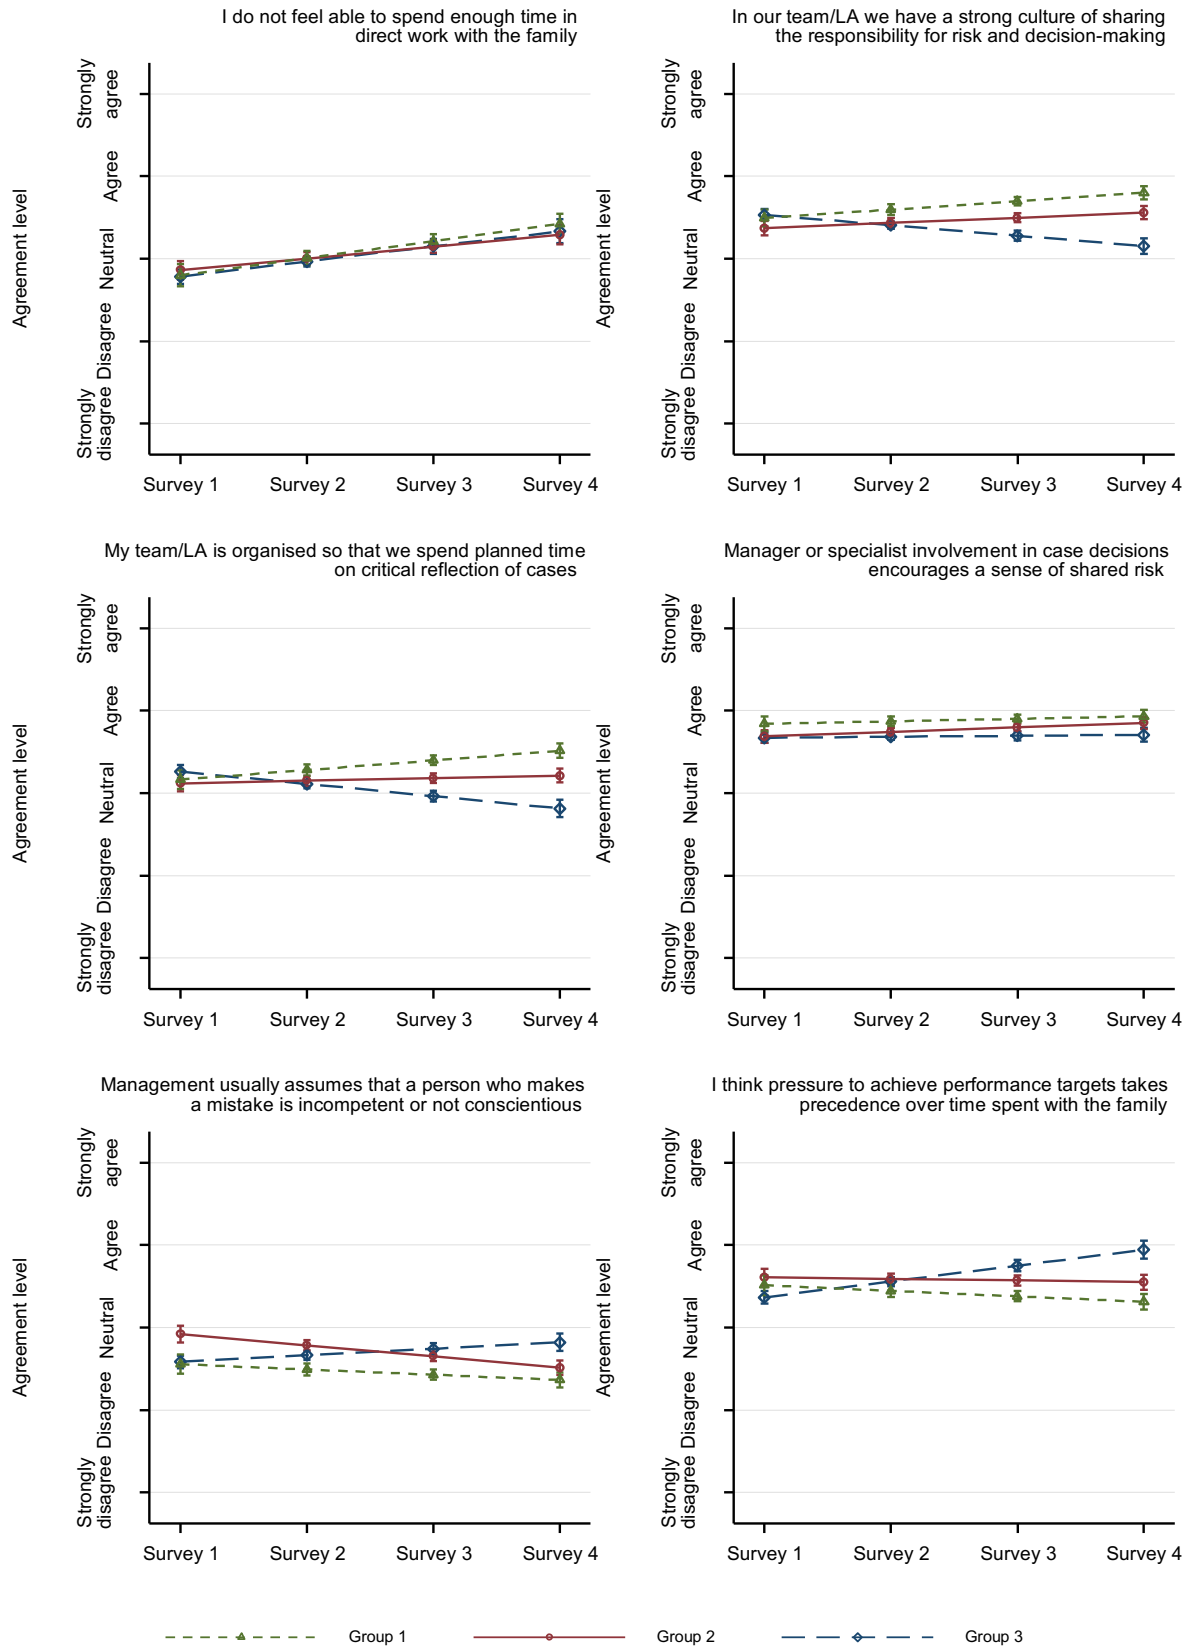 I do not feel able to spend enough time in
direct work with the family
Agreement level
Strongly
agree
Agree
Neutral
Disagree
Strongly
disagree
Survey 1 Survey 2 Survey 3 Survey 4
In our team/LA we have a strong culture of sharing
the responsibility for risk and decision-making
Agreement level
Strongly
agree
Agree
Neutral
Disagree
Strongly
disagree
Survey 1 Survey 2 Survey 3 Survey 4
My team/LA is organised so that we spend planned time
on critical reflection of cases
Agreement level
Strongly
agree
Agree
Neutral
Disagree
Strongly
disagree
Survey 1 Survey 2 Survey 3 Survey 4
Manager or specialist involvement in case decisions
encourages a sense of shared risk
Agreement level
Strongly
agree
Agree
Neutral
Disagree
Strongly
disagree
Survey 1 Survey 2 Survey 3 Survey 4
Management usually assumes that a person who makes
a mistake is incompetent or not conscientious
Agreement level
Strongly
agree
Agree
Neutral
Disagree
Strongly
disagree
Survey 1 Survey 2 Survey 3 Survey 4
I think pressure to achieve performance targets takes
precedence over time spent with the family
Agreement level
Strongly
agree
Agree
Neutral
Disagree
Strongly
disagree
Survey 1 Survey 2 Survey 3 Survey 4
Group 1 Group 2 Group 3